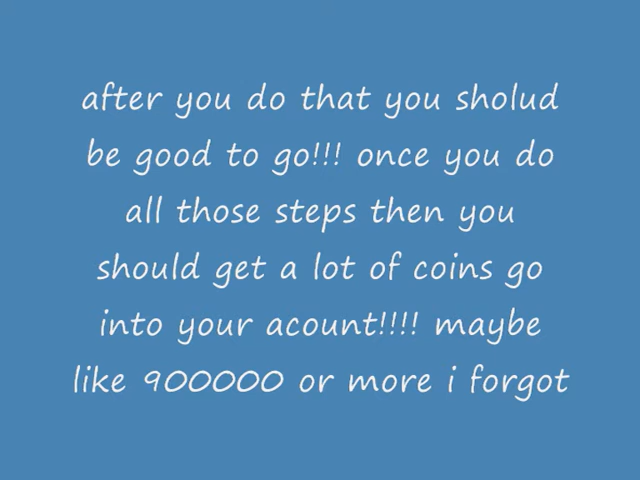 after you do that you sholud
be good to go!!! once you do
all those steps then you
should get a lot of coins go
into your acount!!!! maybe
like 900000 or more i forgot